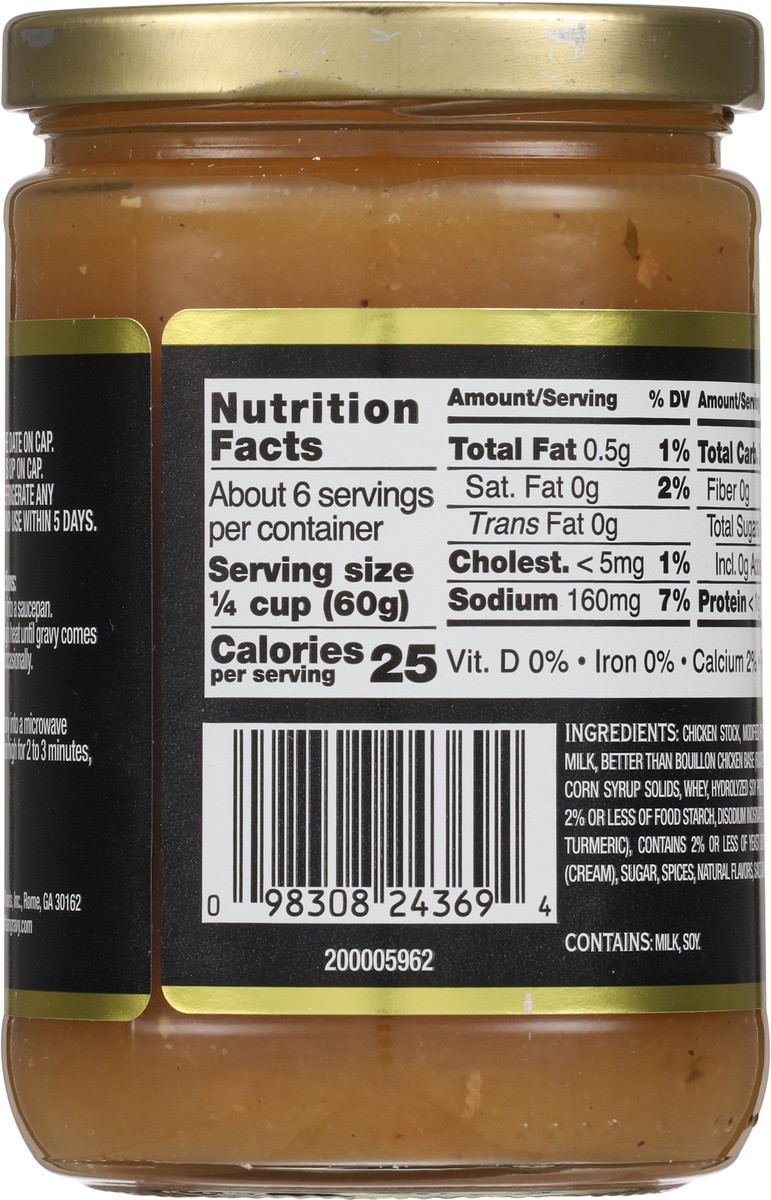 DATE ON CAP.
UP ON CAP.
ANY
USE WITHIN 5 DAYS.
a saucepan.
heat until gravy comes
into a microwave
high for 2 to 3 minutes,
Inc., Rome, GA 30162
Nutrition
Facts
About 6 servings
per container
Serving size
¼ cup (60g)
Calories 25
per serving
Amount/Serving % DV
Total Fat 0.5g 1%
Sat. Fat 0g 2%
Trans Fat 0g
Cholest. <5mg 1%
Sodium 160mg 7%
Total
Fiber 0g
Total
Incl. 0g
Protein
Vit. D 0% • Iron 0% • Calcium 2%
0 98308 24369 4
200005962
INGREDIENTS: CHICKEN STOCK,
MILK, BETTER THAN BOUILLON CHICKEN BASE
CORN SYRUP SOLIDS, WHEY, HYDROLYZED SOY
2% OR LESS OF FOOD STARCH, DISODIUM
TURMERIC), CONTAINS 2% OR LESS OF
(CREAM), SUGAR, SPICES, NATURAL FLAVORS,
CONTAINS: MILK, SOY.